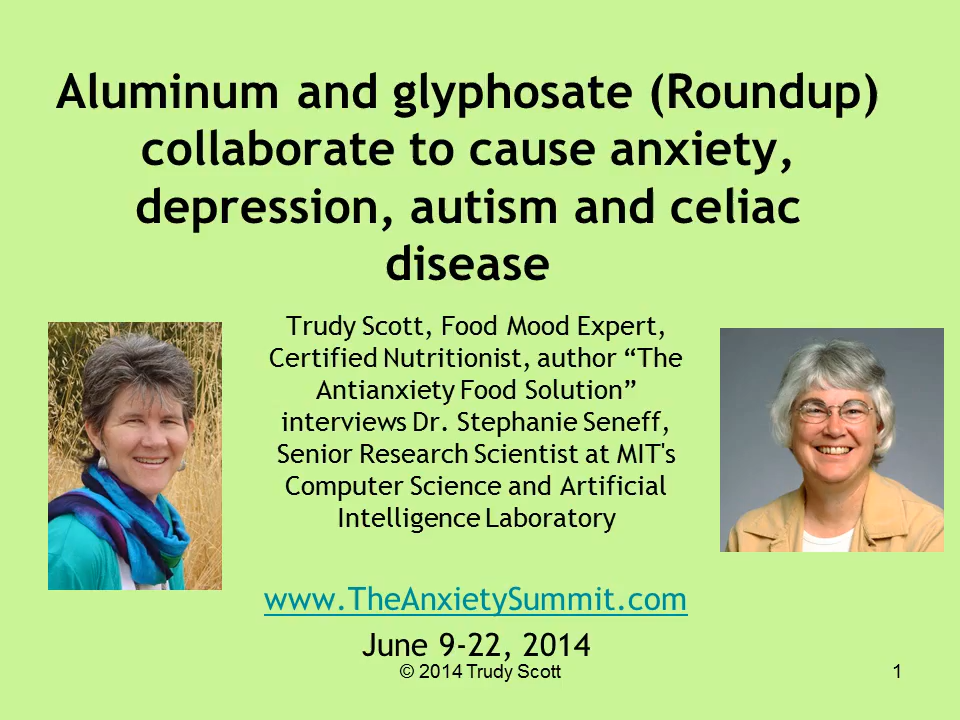 Aluminum and glyphosate (Roundup)
collaborate to cause anxiety,
depression, autism and celiac
disease
Trudy Scott, Food Mood Expert,
Certified Nutritionist, author “The
Antianxiety Food Solution”
interviews Dr. Stephanie Seneff,
Senior Research Scientist at MIT's
Computer Science and Artificial
Intelligence Laboratory
www.TheAnxietySummit.com
June 9-22, 2014
© 2014 Trudy Scott
1